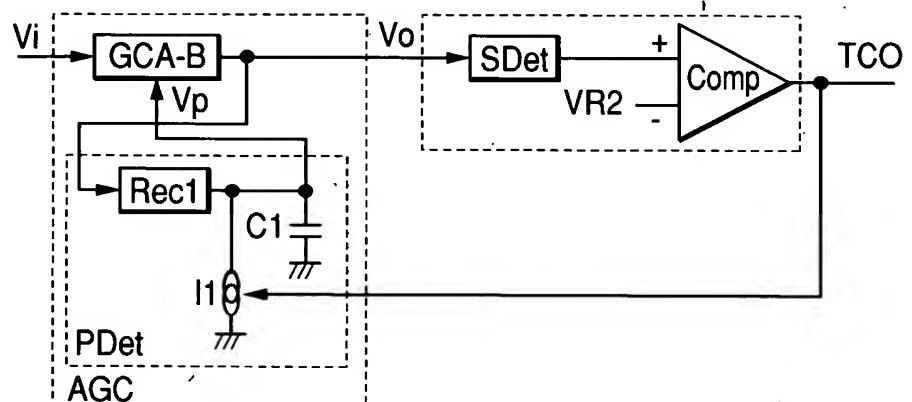 Vi
GCA-B
Vo
SDet
+
Comp
TCO
Vp
VR2
-
Rec1
C1
I1
PDet
AGC